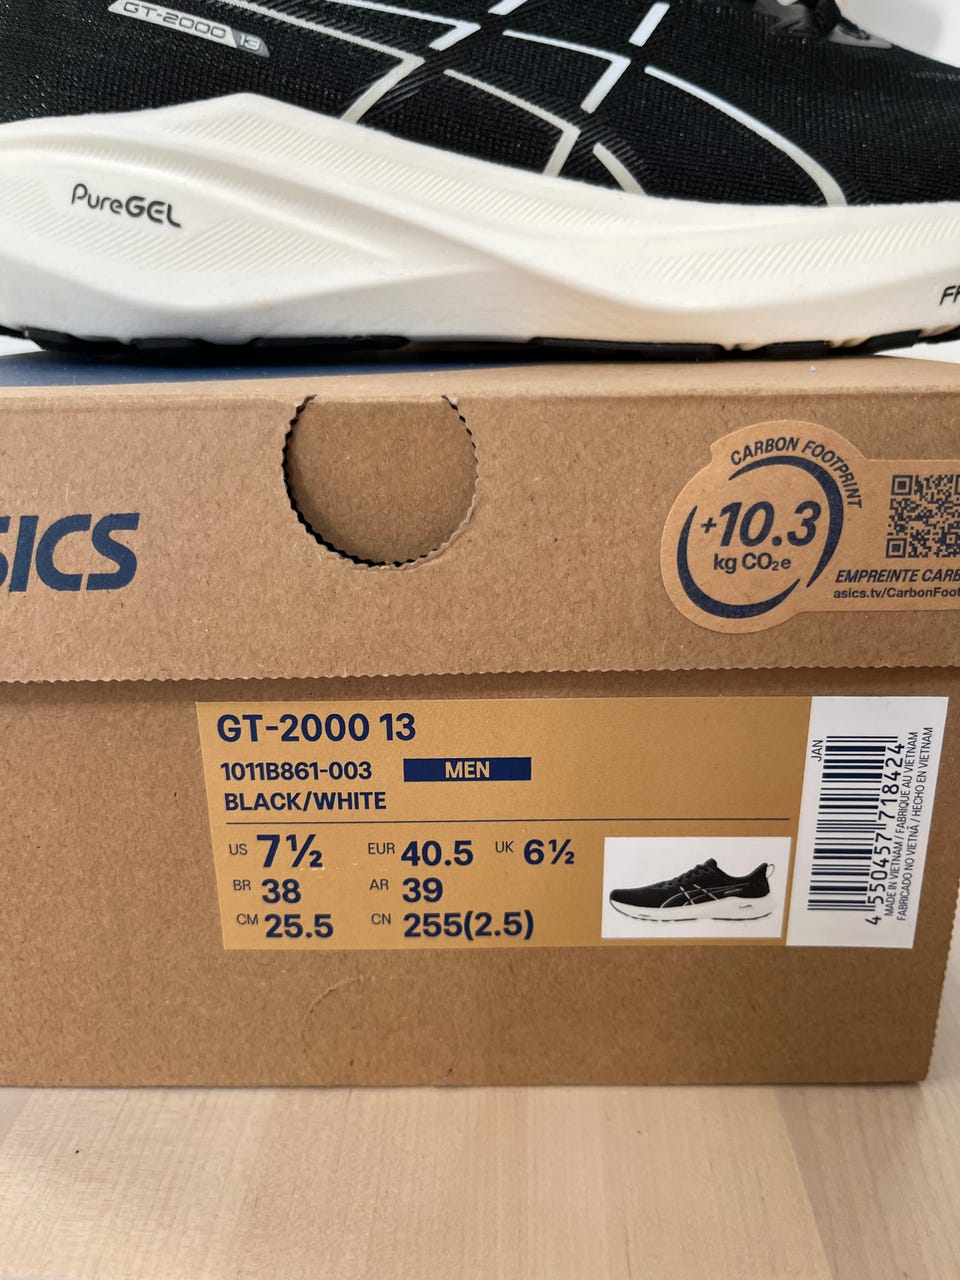 GT-2000 13
PureGEL
CARBON FOOTPRINT
+10.3
kg CO₂e
asics.tv/CarbonFoot
EMPREINTE
GT-2000 13
1011B861-003 MEN
BLACK/WHITE
US 7½ EUR 40.5 UK 6½
BR 38 AR 39
CM 25.5 CN 255(2.5)
JAN
4 550457 718424
MADE IN VIETNAM / FABRIQUÉ AU VIETNAM
FABRICADO NO VIETNÃ / HECHO EN VIETNAM